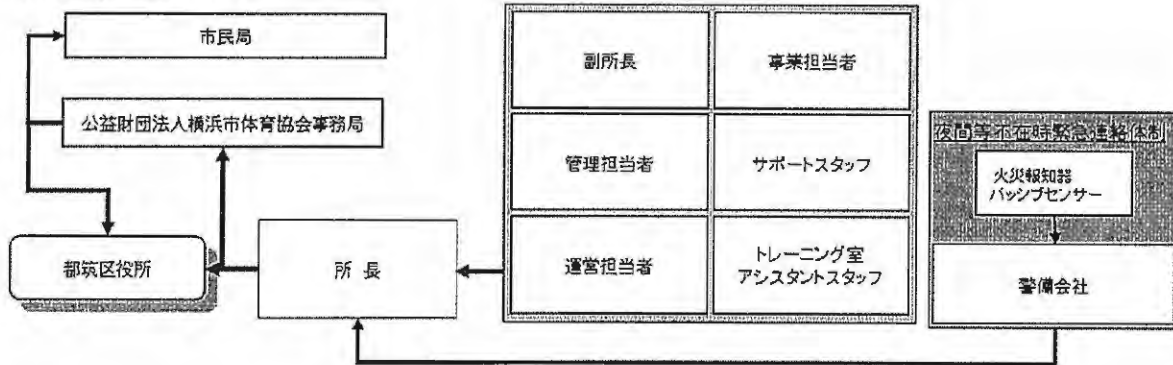 市民局
公益財団法人横浜市体育協会事務局
都筑区役所
所長
副所長
事業担当者
管理担当者
サポートスタッフ
運営担当者
トレーニング室
アシスタントスタッフ
夜間等不在時緊急連絡体制
火災報知器
パッシブセンサー
警備会社